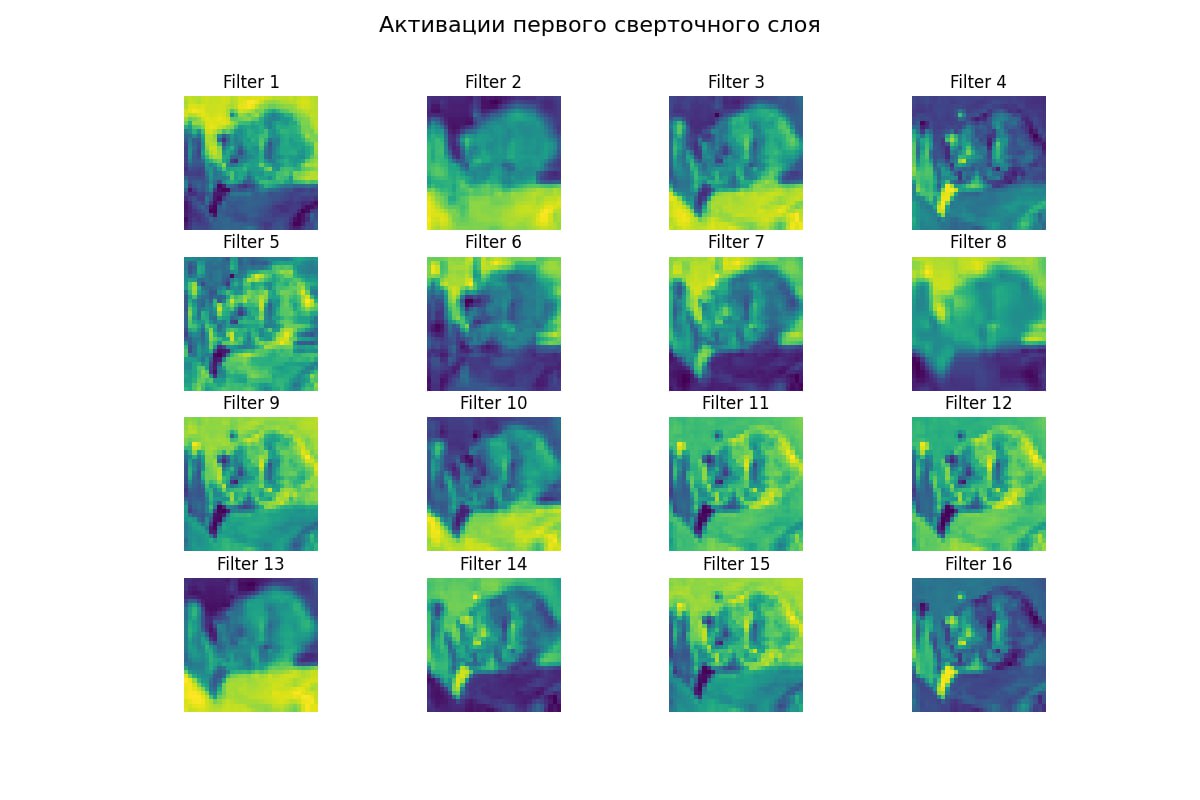 Активации первого сверточного слоя
Filter 1
Filter 2
Filter 3
Filter 4
Filter 5
Filter 6
Filter 7
Filter 8
Filter 9
Filter 10
Filter 11
Filter 12
Filter 13
Filter 14
Filter 15
Filter 16